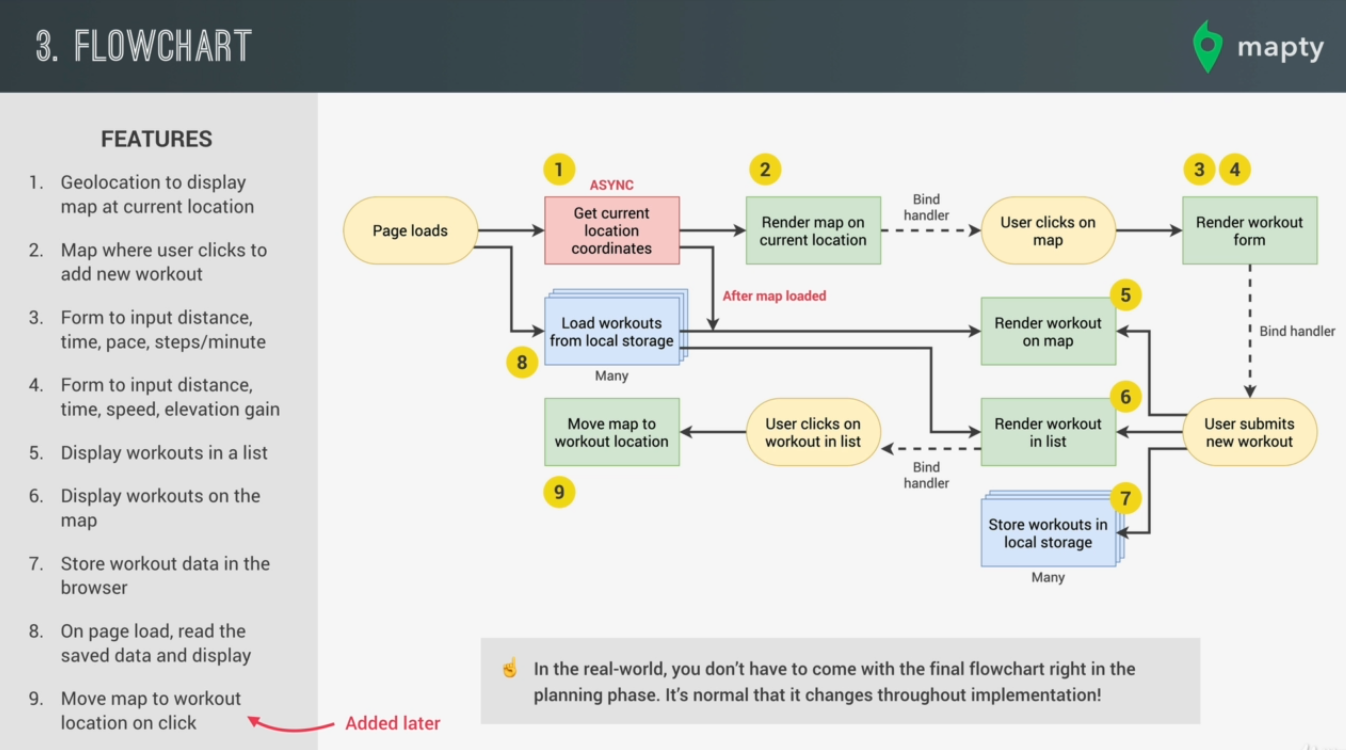 3. FLOWCHART
mapty
FEATURES
1. Geolocation to display
map at current location
2. Map where user clicks to
add new workout
3. Form to input distance,
time, pace, steps/minute
4. Form to input distance,
time, speed, elevation gain
5. Display workouts in a list
6. Display workouts on the
map
7. Store workout data in the
browser
8. On page load, read the
saved data and display
9. Move map to workout
location on click
Added later
Page loads
1
ASYNC
Get current
location
coordinates
2
Render map on
current location
Bind
handler
User clicks on
map
3 4
Render workout
form
After map loaded
Load workouts
from local storage
8
Many
5
Render workout
on map
Bind handler
Move map to
workout location
9
User clicks on
workout in list
Bind
handler
6
Render workout
in list
User submits
new workout
7
Store workouts in
local storage
Many
☝ In the real-world, you don't have to come with the final flowchart right in the
planning phase. It's normal that it changes throughout implementation!